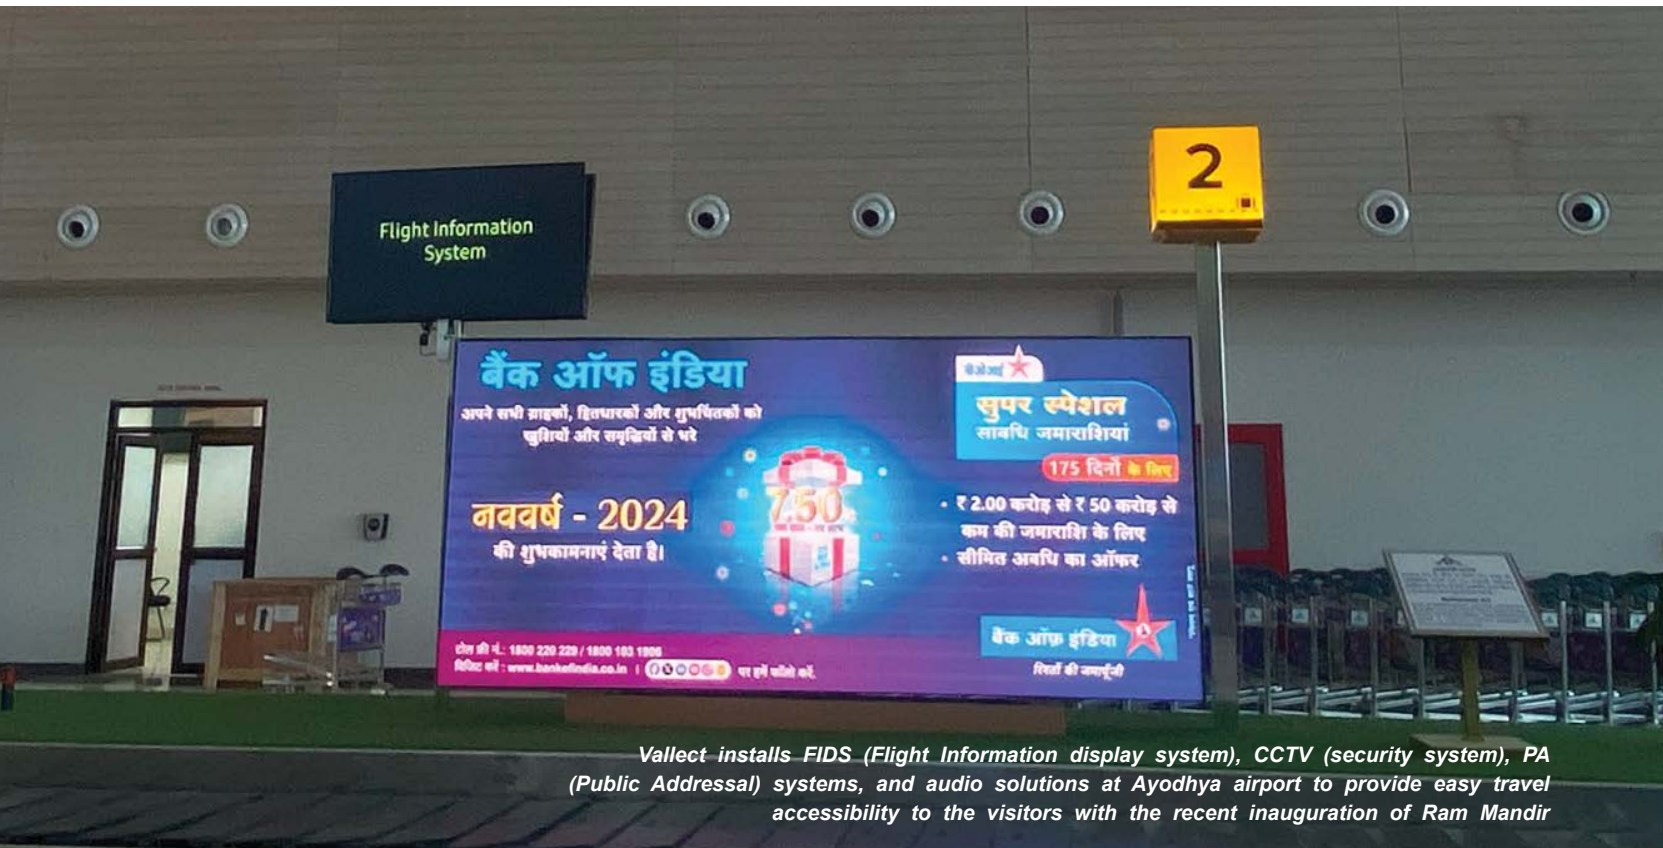 2
Flight Information
System
बैंक ऑफ इंडिया
अपने सभी ग्राहकों, हितधारकों और शुभचिंतकों को
खुशियों और समृद्धियों से भरे
नववर्ष - 2024
की शुभकामनाएं देता है।
7.50
बीओआई
सुपर स्पेशल
सावधि जमाराशियां
175 दिनों के लिए
• ₹ 2.00 करोड़ से ₹ 50 करोड़ से
कम की जमाराशि के लिए
• सीमित अवधि का ऑफर
बैंक ऑफ़ इंडिया
रिश्तों की जमापूँजी
टोल फ्री नं.: 1800 220 229 / 1800 103 1906
विजिट करें : www.bankofindia.co.in | पर हमें फॉलो करें.
Vallect installs FIDS (Flight Information display system), CCTV (security system), PA
(Public Addressal) systems, and audio solutions at Ayodhya airport to provide easy travel
accessibility to the visitors with the recent inauguration of Ram Mandir